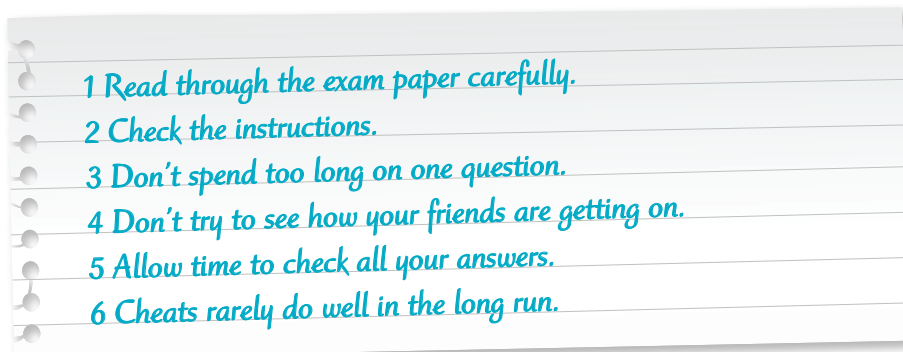 1 Read through the exam paper carefully.
2 Check the instructions.
3 Don't spend too long on one question.
4 Don't try to see how your friends are getting on.
5 Allow time to check all your answers.
6 Cheats rarely do well in the long run.